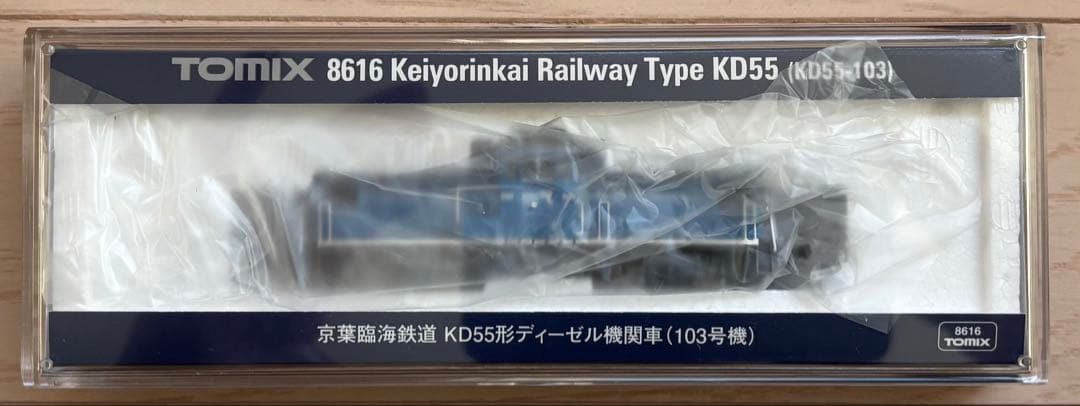 TOMIX 8616 Keiyorinkai Railway Type KD55 (KD55-103)
京葉臨海鉄道 KD55形ディーゼル機関車(103号機)
8616
TOMIX